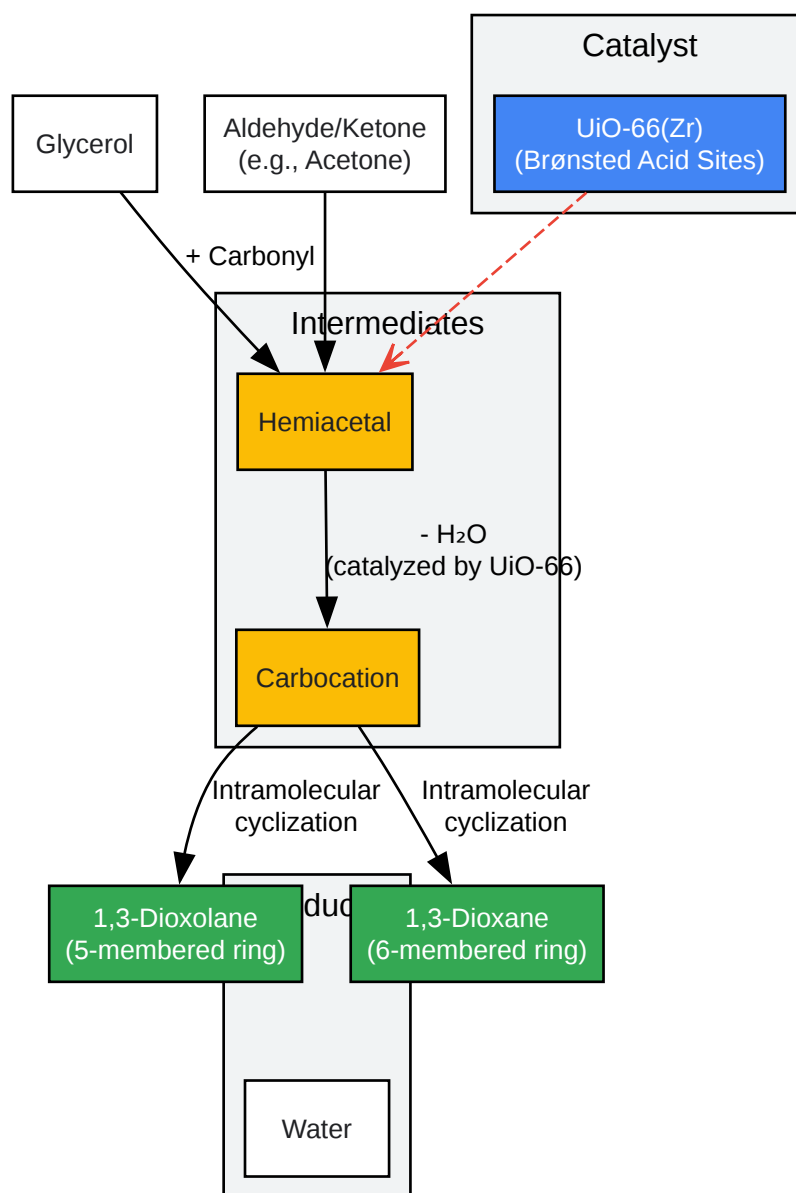 Catalyst
Glycerol
Aldehyde/Ketone
(e.g., Acetone)
UiO-66(Zr)
(Brønsted Acid Sites)
+ Carbonyl
Intermediates
Hemiacetal
- H₂O
(catalyzed by UiO-66)
Carbocation
Intramolecular
cyclization
Intramolecular
cyclization
1,3-Dioxolane
(5-membered ring)
1,3-Dioxane
(6-membered ring)
Water